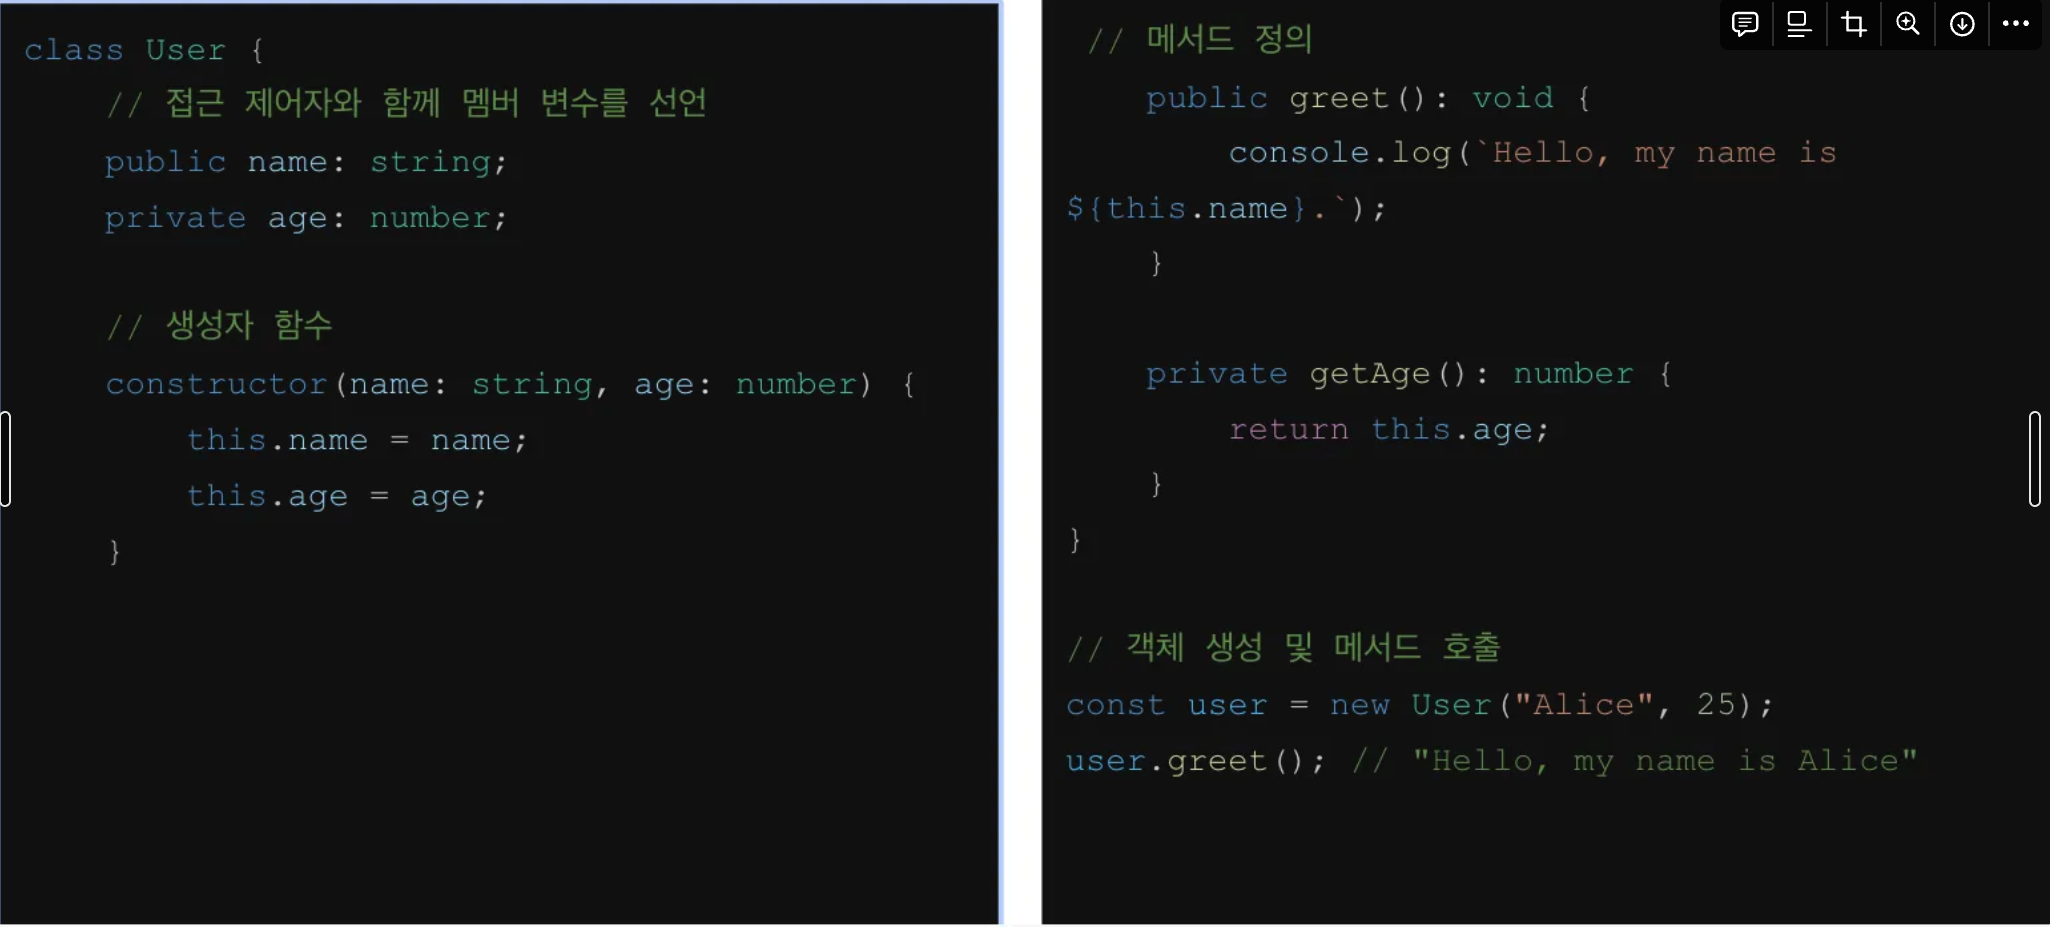 class User {
    // 접근 제어자와 함께 멤버 변수를 선언
    public name: string;
    private age: number;
    // 생성자 함수
    constructor(name: string, age: number) {
        this.name = name;
        this.age = age;
    }
// 메서드 정의
    public greet(): void {
        console.log(`Hello, my name is
${this.name}.`);
    }
    private getAge(): number {
        return this.age;
    }
}
// 객체 생성 및 메서드 호출
const user = new User("Alice", 25);
user.greet(); // "Hello, my name is Alice"